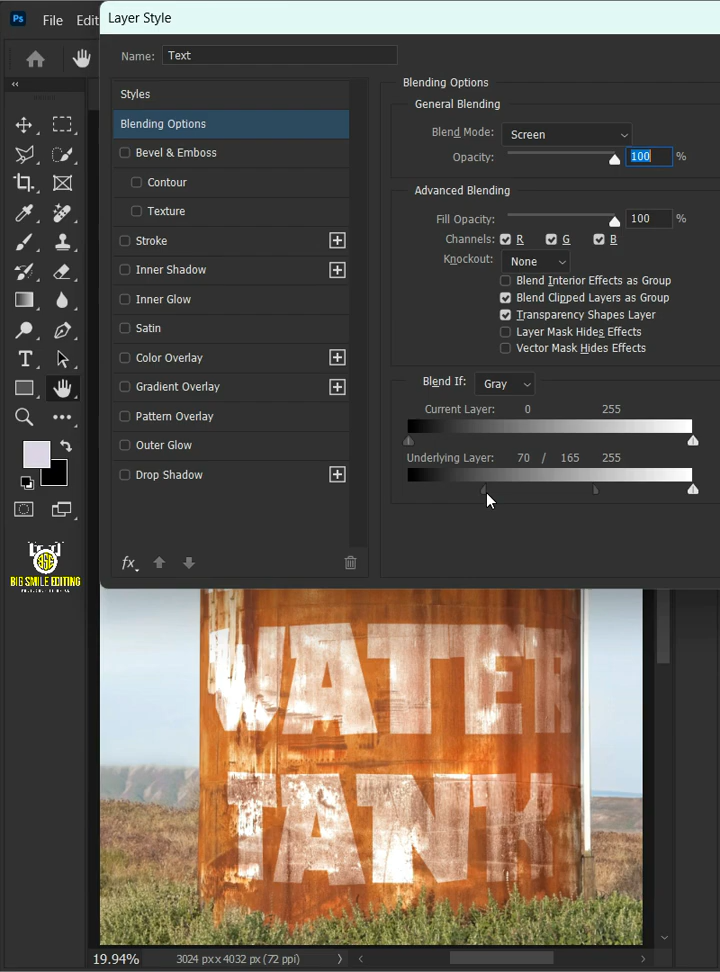 Ps File Edit
Layer Style
Name: Text
Styles
Blending Options
Bevel & Emboss
Contour
Texture
Stroke
Inner Shadow
Inner Glow
Satin
Color Overlay
Gradient Overlay
Pattern Overlay
Outer Glow
Drop Shadow
fx
Blending Options
General Blending
Blend Mode: Screen
Opacity: 100 %
Advanced Blending
Fill Opacity: 100 %
Channels: R G B
Knockout: None
Blend Interior Effects as Group
Blend Clipped Layers as Group
Transparency Shapes Layer
Layer Mask Hides Effects
Vector Mask Hides Effects
Blend If: Gray
Current Layer: 0 255
Underlying Layer: 70 / 165 255
BSE
BIG SMILE EDITING
WATER
TANK
19.94% 3024 px x 4032 px (72 ppi)